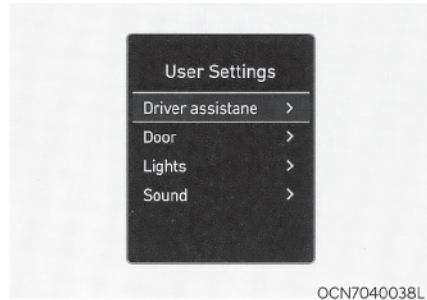 User Settings
Driver assistane >
Door >
Lights >
Sound >
OCN7040038L